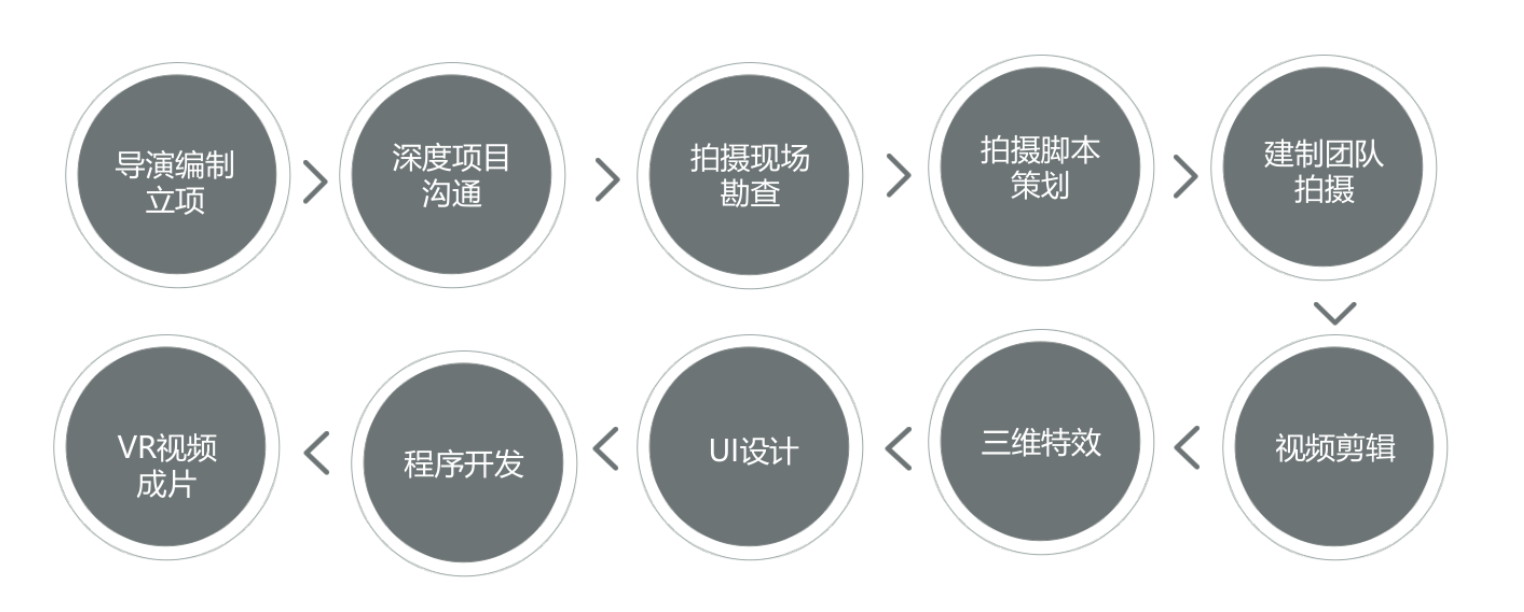 导演编制
立项
深度项目
沟通
拍摄现场
勘查
拍摄脚本
策划
建制团队
拍摄
视频剪辑
三维特效
UI设计
程序开发
VR视频
成片